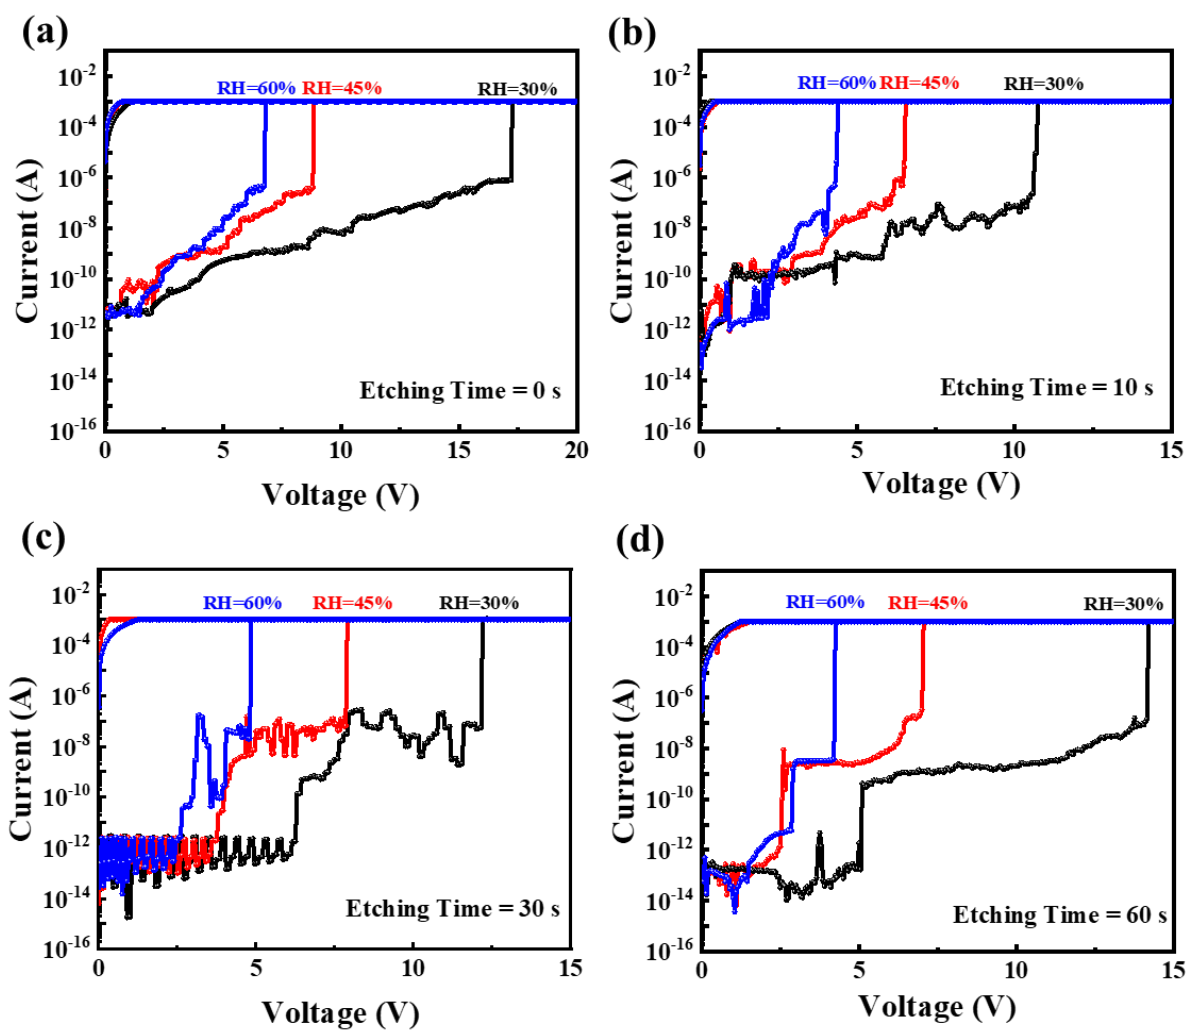 (a)
RH=60% RH=45% RH=30%
10-2
10-4
10-6
10-8
10-10
10-12
10-14
10-16
Current (A)
Etching Time = 0 s
0 5 10 15 20
Voltage (V)
(b)
RH=60% RH=45% RH=30%
10-2
10-4
10-6
10-8
10-10
10-12
10-14
10-16
Current (A)
Etching Time = 10 s
0 5 10 15
Voltage (V)
(c)
RH=60% RH=45% RH=30%
10-2
10-4
10-6
10-8
10-10
10-12
10-14
10-16
Current (A)
Etching Time = 30 s
0 5 10 15
Voltage (V)
(d)
RH=60% RH=45% RH=30%
10-2
10-4
10-6
10-8
10-10
10-12
10-14
10-16
Current (A)
Etching Time = 60 s
0 5 10 15
Voltage (V)